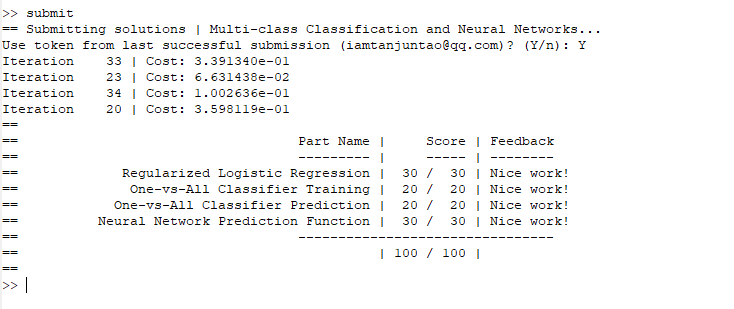 >> submit
== Submitting solutions | Multi-class Classification and Neural Networks...
Use token from last successful submission (iamtanjuntao@qq.com)? (Y/n): Y
Iteration    33 | Cost: 3.391340e-01
Iteration    23 | Cost: 6.631438e-02
Iteration    34 | Cost: 1.002636e-01
Iteration    20 | Cost: 3.598119e-01
==
==                                   Part Name |     Score | Feedback
==                                   --------- |     ----- | --------
==             Regularized Logistic Regression |  30 /  30 | Nice work!
==              One-vs-All Classifier Training |  20 /  20 | Nice work!
==            One-vs-All Classifier Prediction |  20 /  20 | Nice work!
==          Neural Network Prediction Function |  30 /  30 | Nice work!
==                                   --------------------------------
==                                             | 100 / 100 |
==
>>